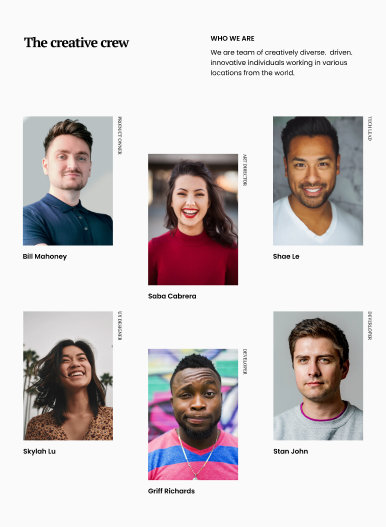 The creative crew
WHO WE ARE
We are team of creatively diverse. driven.
innovative individuals working in various
locations from the world.
PRODUCT OWNER
Bill Mahoney
ART DIRECTOR
Saba Cabrera
TECH LEAD
Shae Le
UX DESIGNER
Skylah Lu
DEVELOPER
Griff Richards
DEVELOPER
Stan John